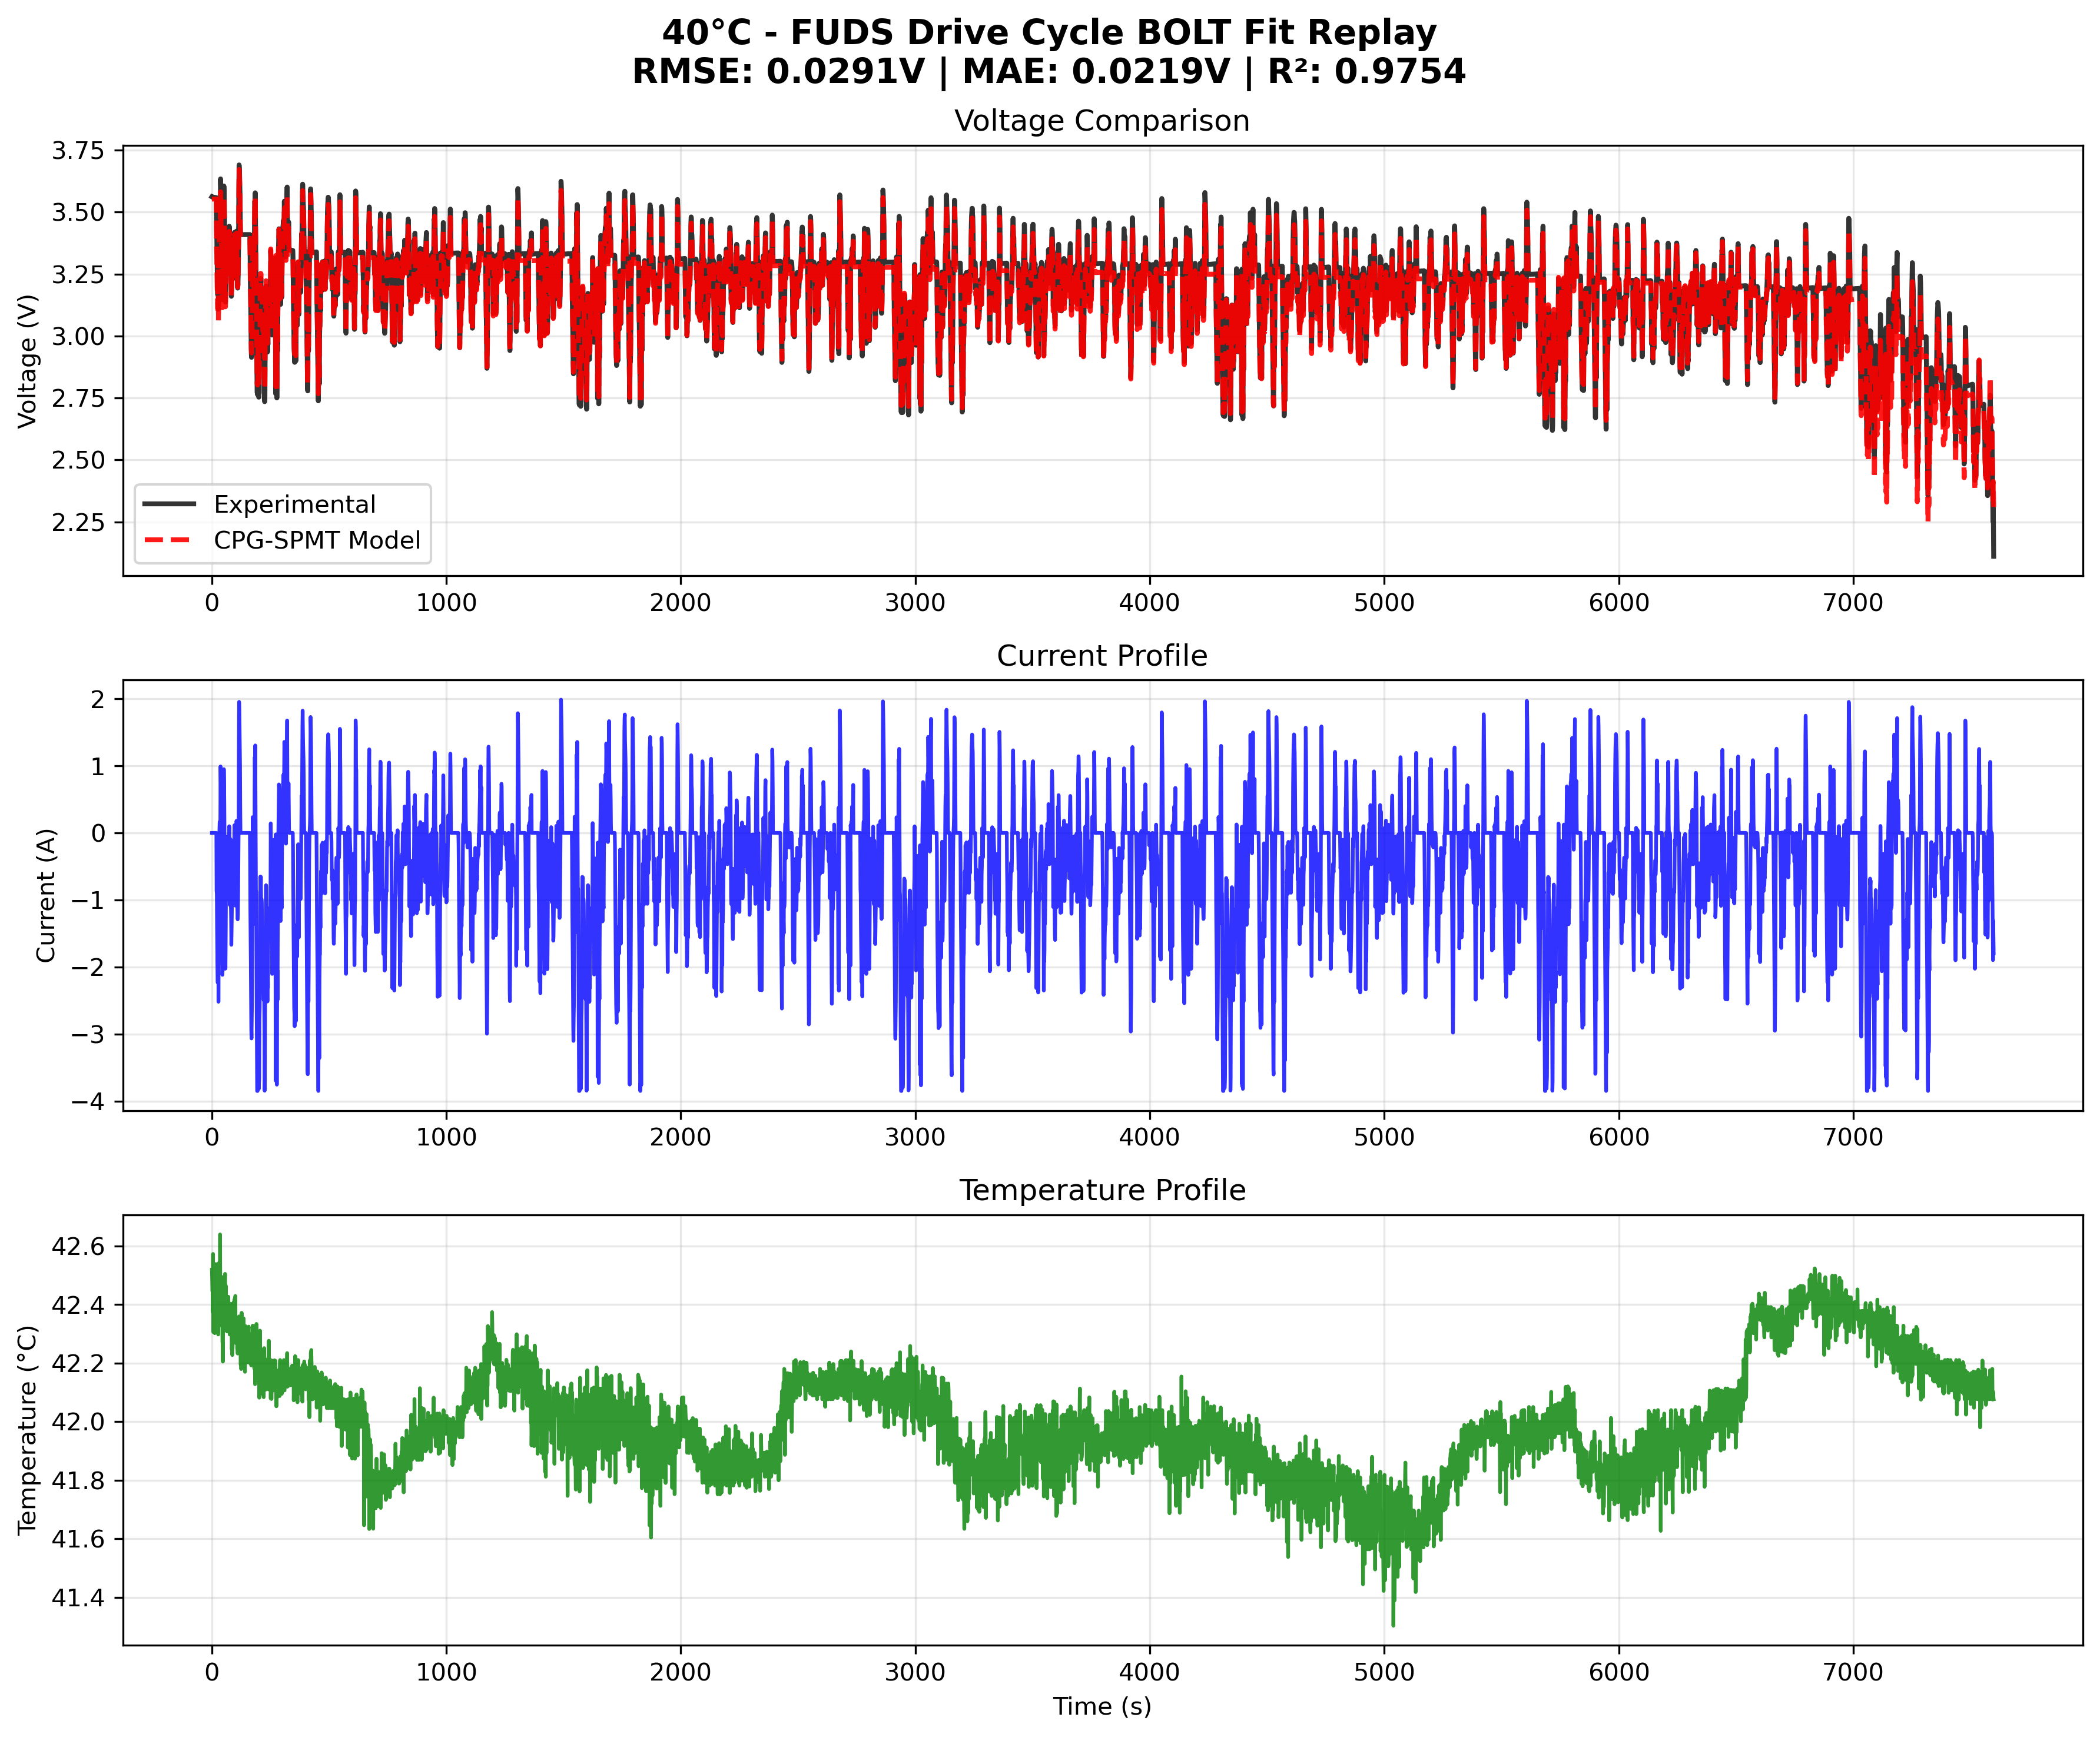 40°C - FUDS Drive Cycle BOLT Fit Replay
RMSE: 0.0291V | MAE: 0.0219V | R²: 0.9754
Voltage Comparison
Voltage (V)
3.75
3.50
3.25
3.00
2.75
2.50
2.25
Experimental
CPG-SPMT Model
0 1000 2000 3000 4000 5000 6000 7000
Current Profile
Current (A)
2
1
0
−1
−2
−3
−4
0 1000 2000 3000 4000 5000 6000 7000
Temperature Profile
Temperature (°C)
42.6
42.4
42.2
42.0
41.8
41.6
41.4
0 1000 2000 3000 4000 5000 6000 7000
Time (s)